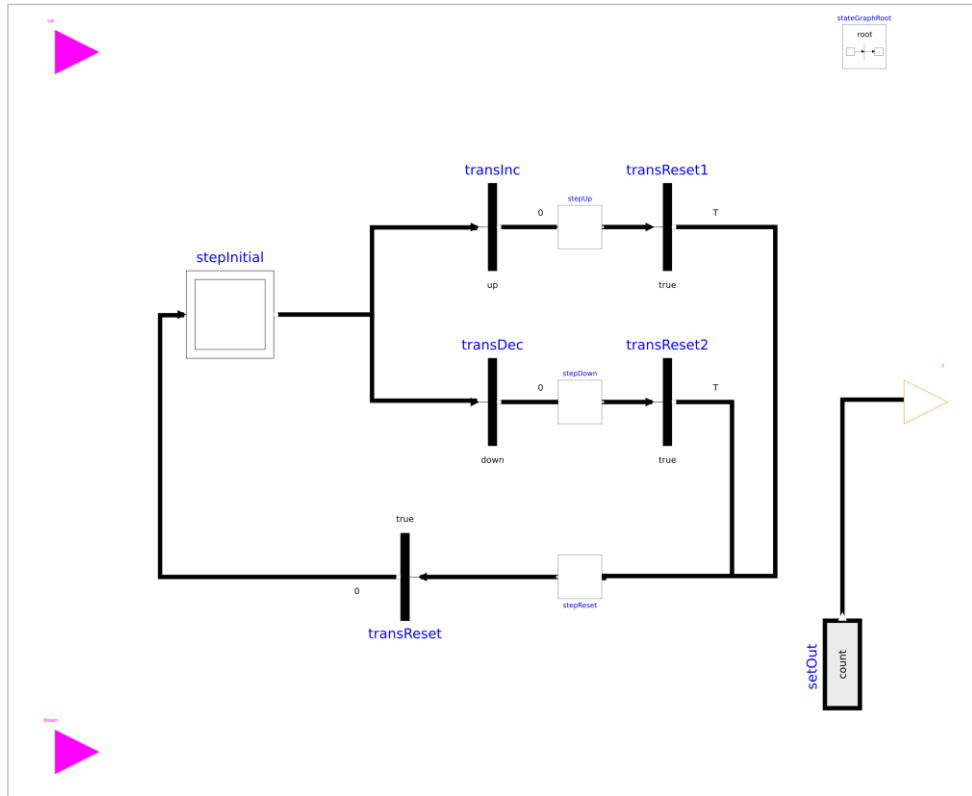 up
stateGraphRoot
root
transInc
transReset1
0
stepUp
T
up
true
stepInitial
transDec
transReset2
0
stepDown
T
down
true
true
0
stepReset
transReset
setOut
count
down